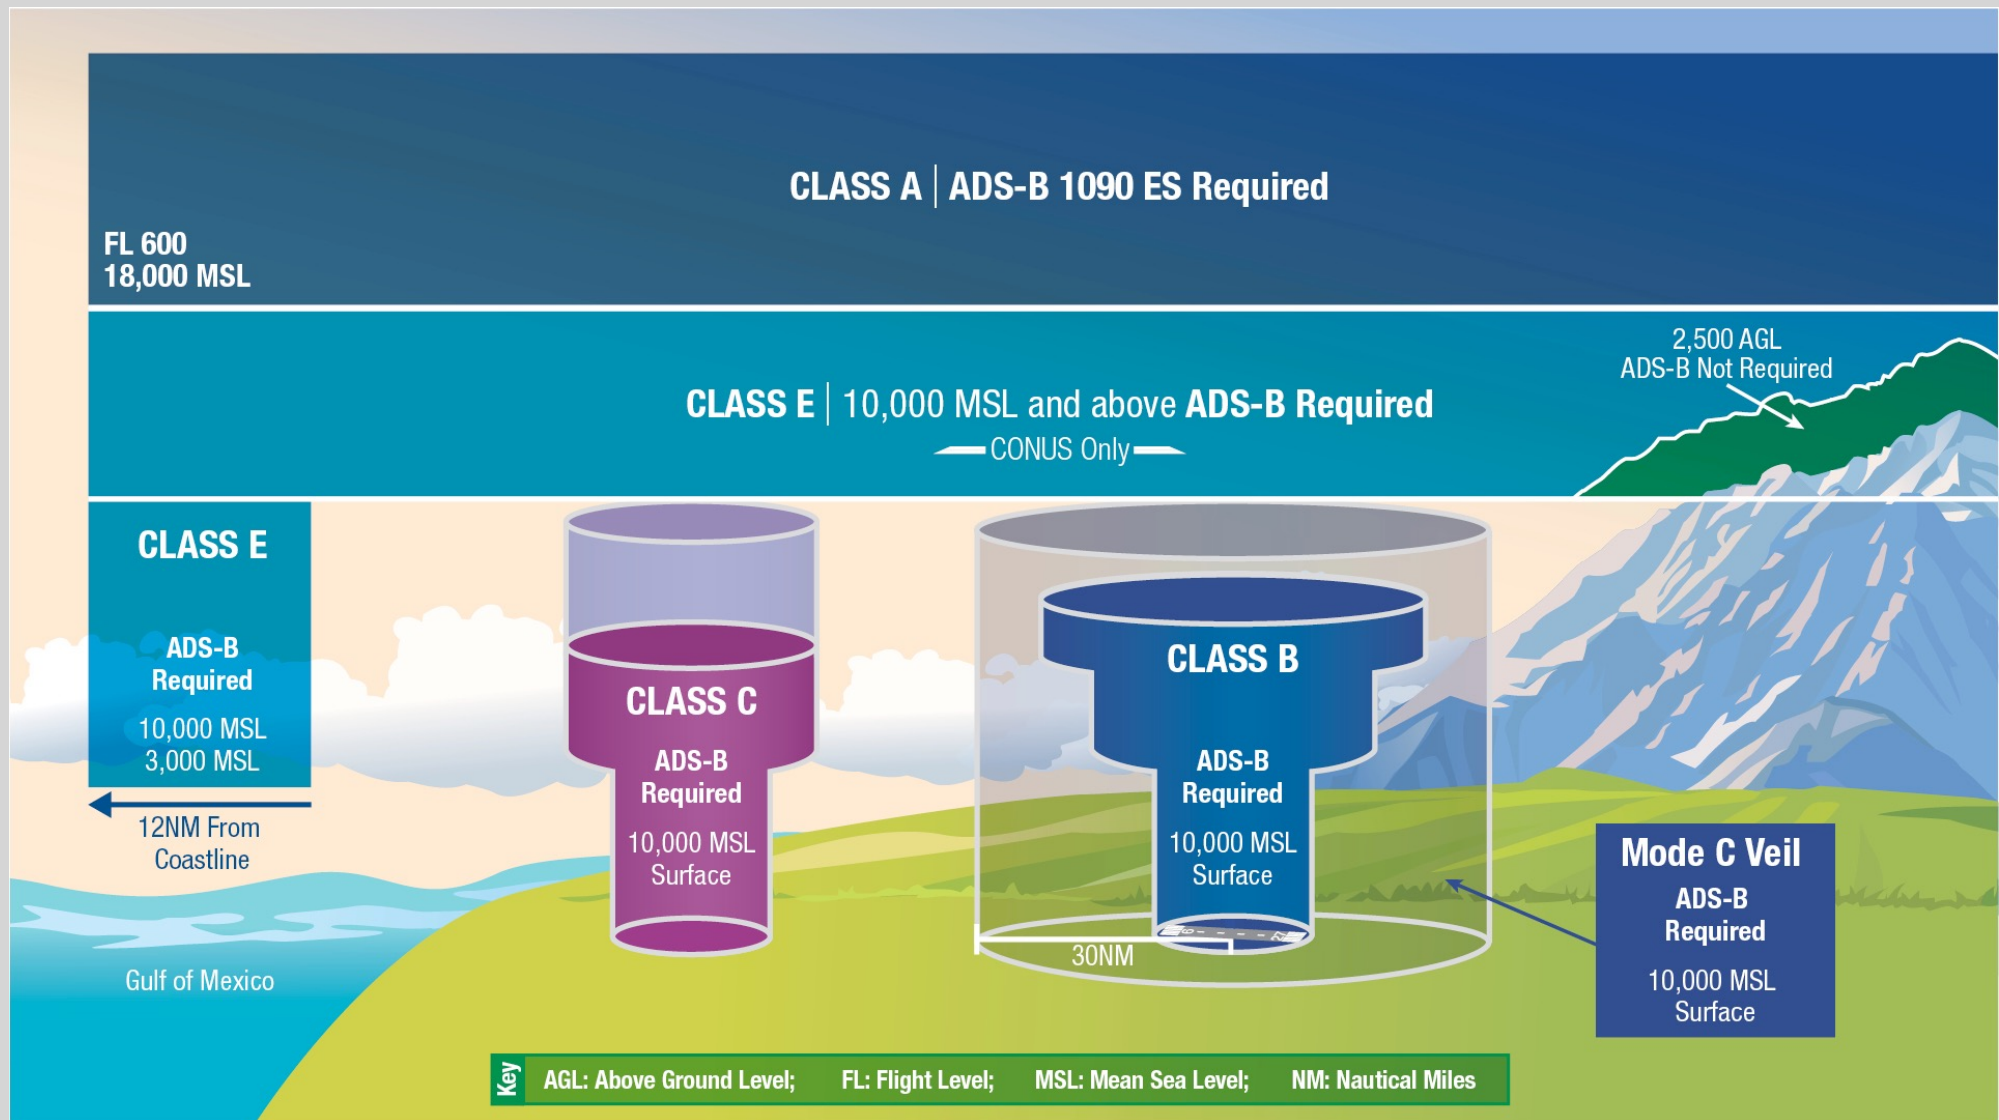 CLASS A | ADS-B 1090 ES Required
FL 600
18,000 MSL
2,500 AGL
ADS-B Not Required
CLASS E | 10,000 MSL and above ADS-B Required
CONUS Only
CLASS E
ADS-B
Required
10,000 MSL
3,000 MSL
12NM From
Coastline
Gulf of Mexico
CLASS C
ADS-B
Required
10,000 MSL
Surface
CLASS B
ADS-B
Required
10,000 MSL
Surface
30NM
Mode C Veil
ADS-B
Required
10,000 MSL
Surface
Key
AGL: Above Ground Level; FL: Flight Level; MSL: Mean Sea Level; NM: Nautical Miles